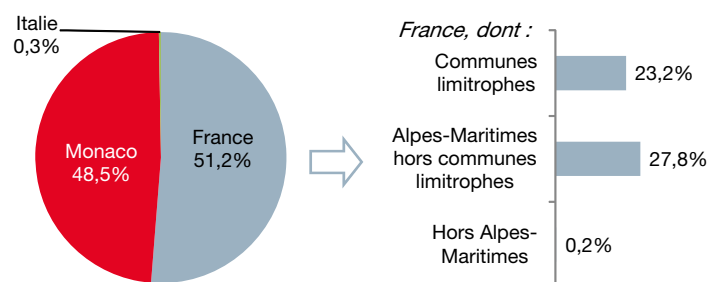 Italie
0,3%
Monaco
48,5%
France
51,2%
France, dont :
Communes
limitrophes
23,2%
Alpes-Maritimes
hors communes
limitrophes
27,8%
Hors Alpes-
Maritimes
0,2%